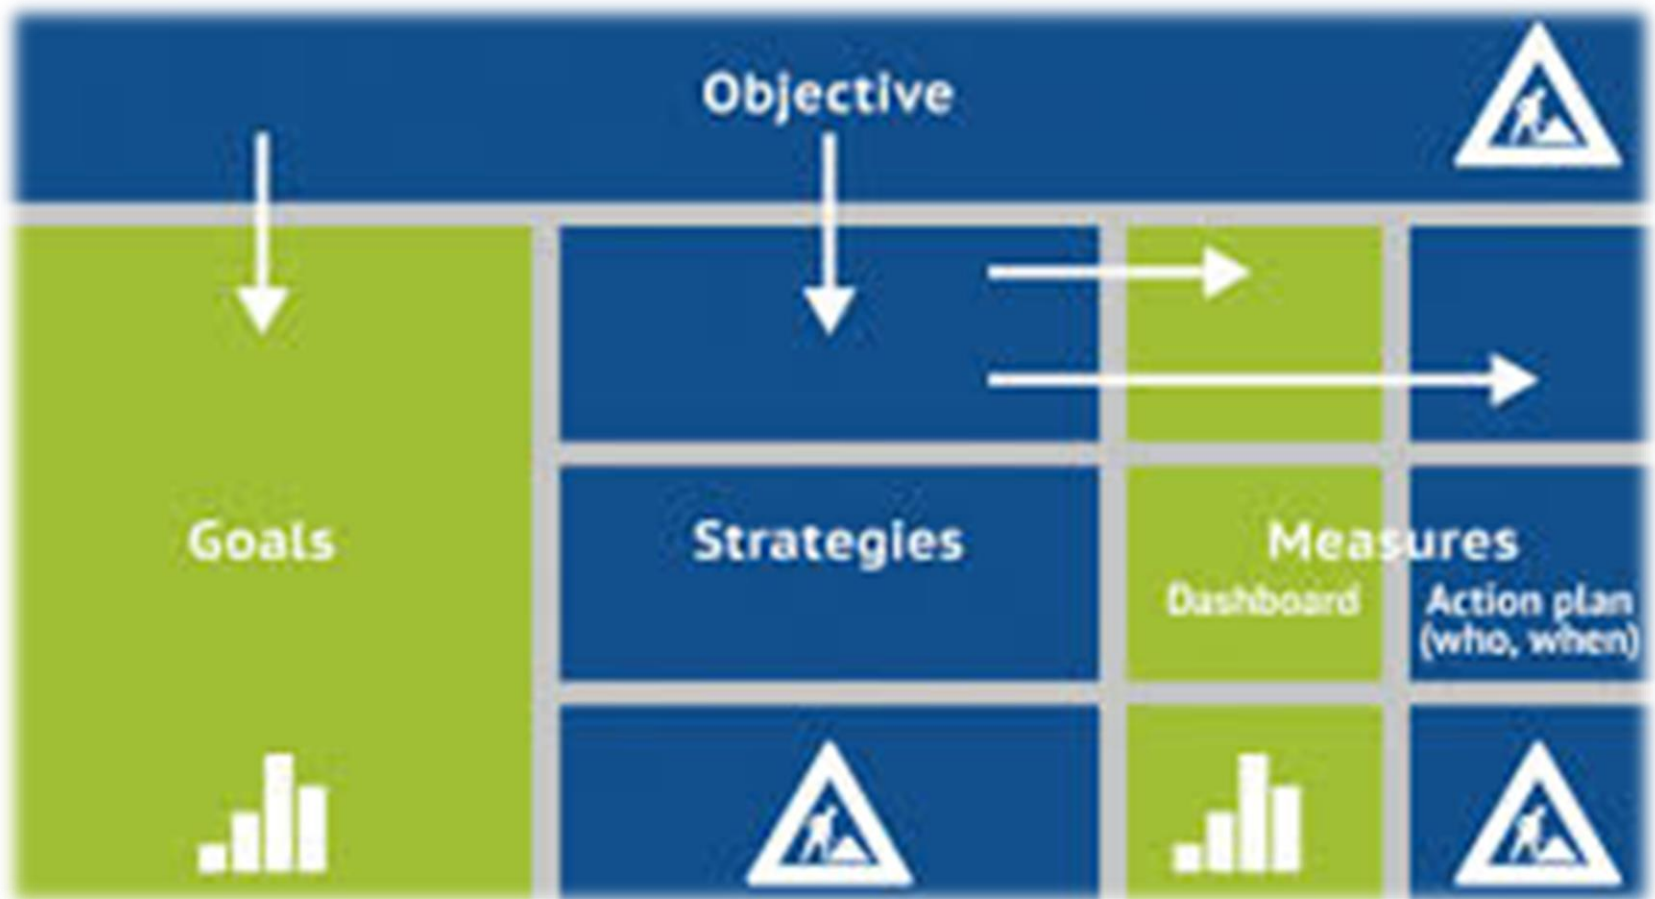 Objective
Goals
Strategies
Measures
Dashboard
Action plan
(who, when)